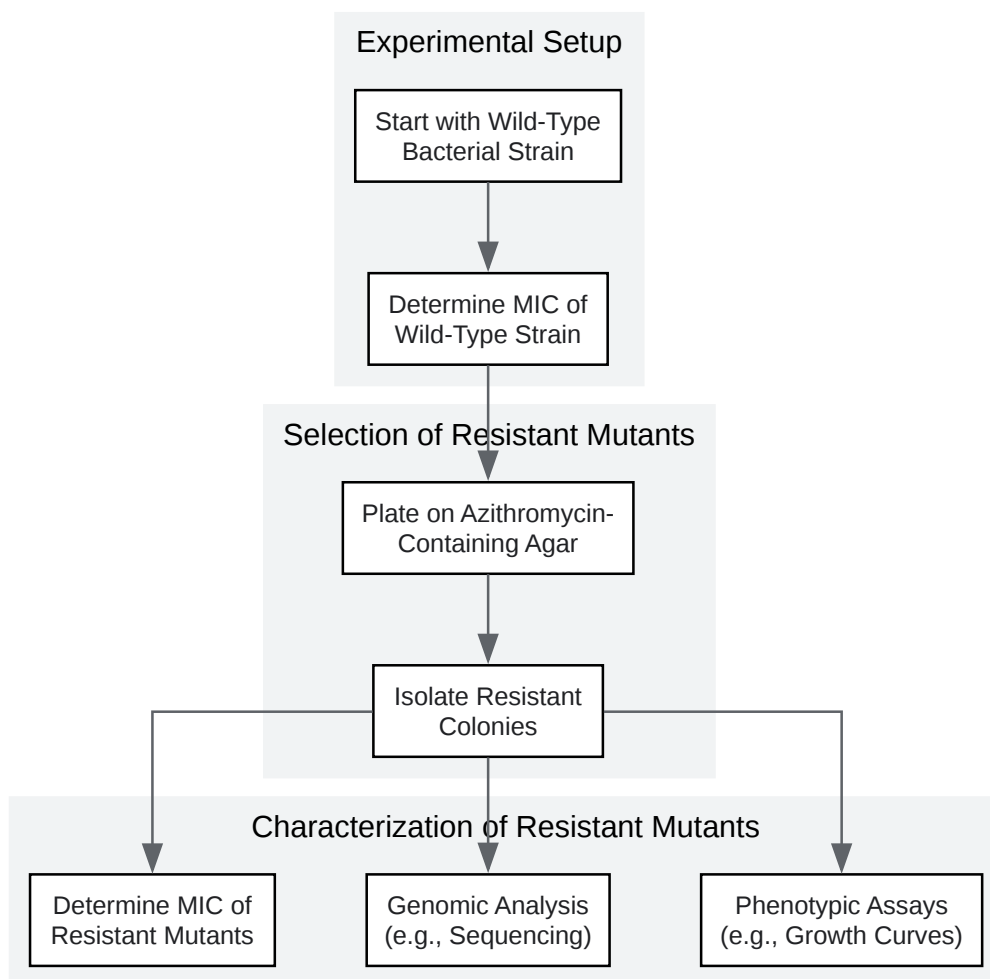 Experimental Setup
Start with Wild-Type
Bacterial Strain
Determine MIC of
Wild-Type Strain
Selection of Resistant Mutants
Plate on Azithromycin-
Containing Agar
Isolate Resistant
Colonies
Characterization of Resistant Mutants
Determine MIC of
Resistant Mutants
Genomic Analysis
(e.g., Sequencing)
Phenotypic Assays
(e.g., Growth Curves)